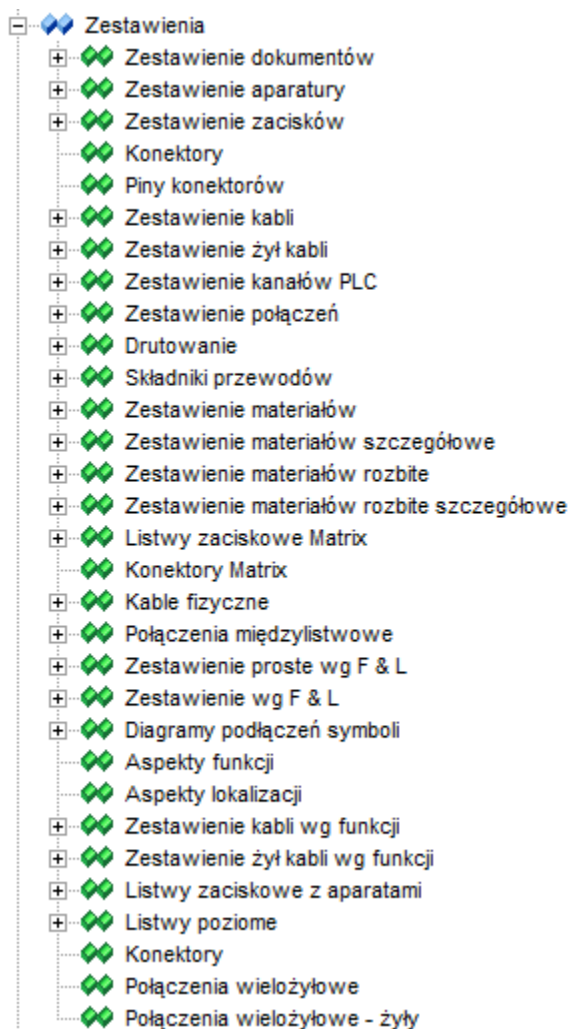 Zestawienia
Zestawienie dokumentów
Zestawienie aparatury
Zestawienie zacisków
Konektory
Piny konektorów
Zestawienie kabli
Zestawienie żył kabli
Zestawienie kanałów PLC
Zestawienie połączeń
Drutowanie
Składniki przewodów
Zestawienie materiałów
Zestawienie materiałów szczegółowe
Zestawienie materiałów rozbite
Zestawienie materiałów rozbite szczegółowe
Listwy zaciskowe Matrix
Konektory Matrix
Kable fizyczne
Połączenia międzylistwowe
Zestawienie proste wg F & L
Zestawienie wg F & L
Diagramy podłączeń symboli
Aspekty funkcji
Aspekty lokalizacji
Zestawienie kabli wg funkcji
Zestawienie żył kabli wg funkcji
Listwy zaciskowe z aparatami
Listwy poziome
Konektory
Połączenia wielożyłowe
Połączenia wielożyłowe - żyły